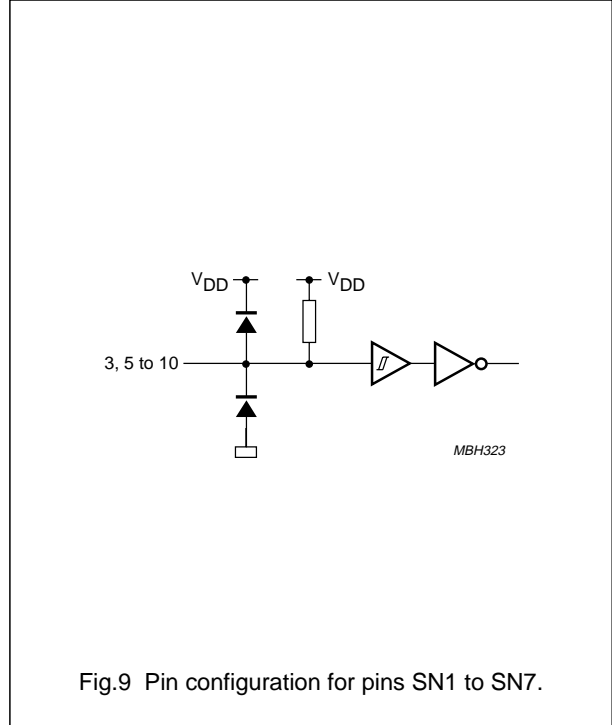 VDD VDD
3, 5 to 10
MBH323
Fig.9 Pin configuration for pins SN1 to SN7.